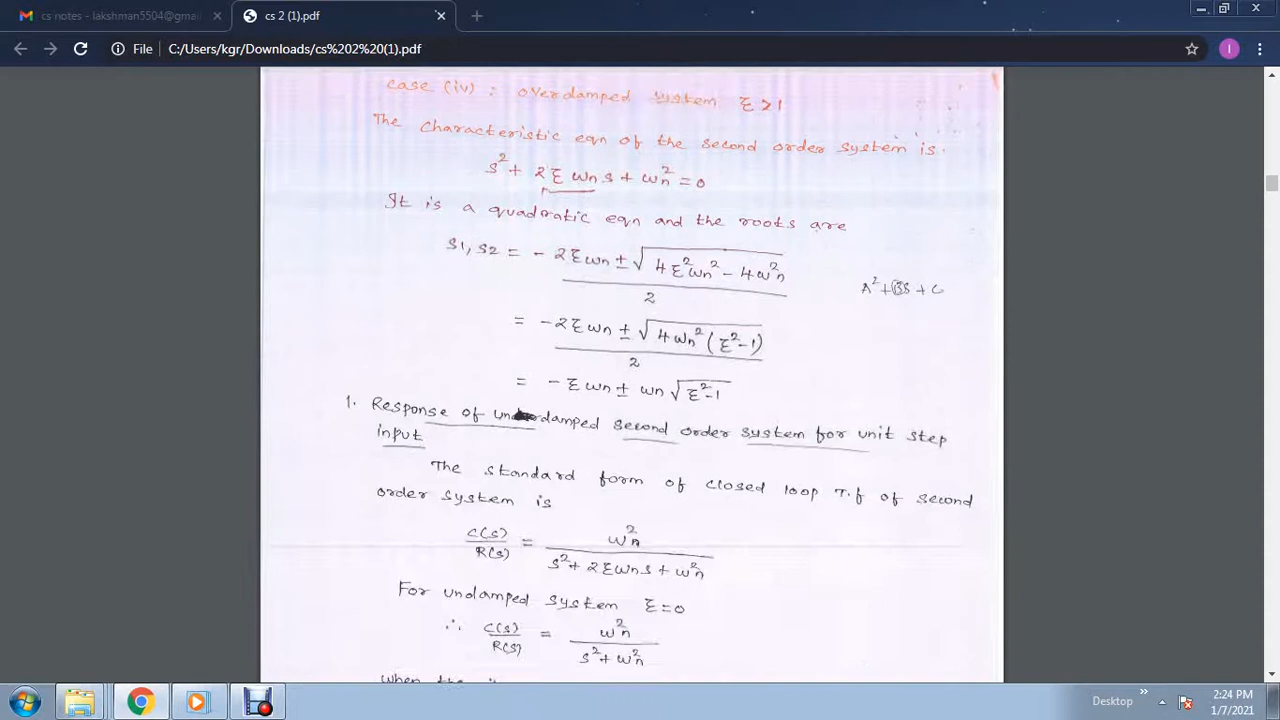 cs notes - lakshman5504@gmail
cs 2 (1).pdf
File C:/Users/kgr/Downloads/cs%202%20(1).pdf
I
case (iv) : overdamped system ξ > 1
The characteristic eqn of the second order system is.
s² + 2ξωns + ωn² = 0
It is a quadratic eqn and the roots are
s1, s2 = - 2ξωn ± √4ξ²ωn² - 4ωn²
2
A² + BS + C
= -2ξωn ± √4ωn² (ξ²-1)
2
= - ξωn ± ωn √ξ²-1
1. Response of undamped second order system for unit step
input
The standard form of closed loop T.f of second
order system is
C(s)/R(s) = ωn² / s² + 2ξωns + ωn²
For undamped system ξ = 0
∴ C(s)/R(s) = ωn² / s² + ωn²
when the
Desktop
2:24 PM
1/7/2021